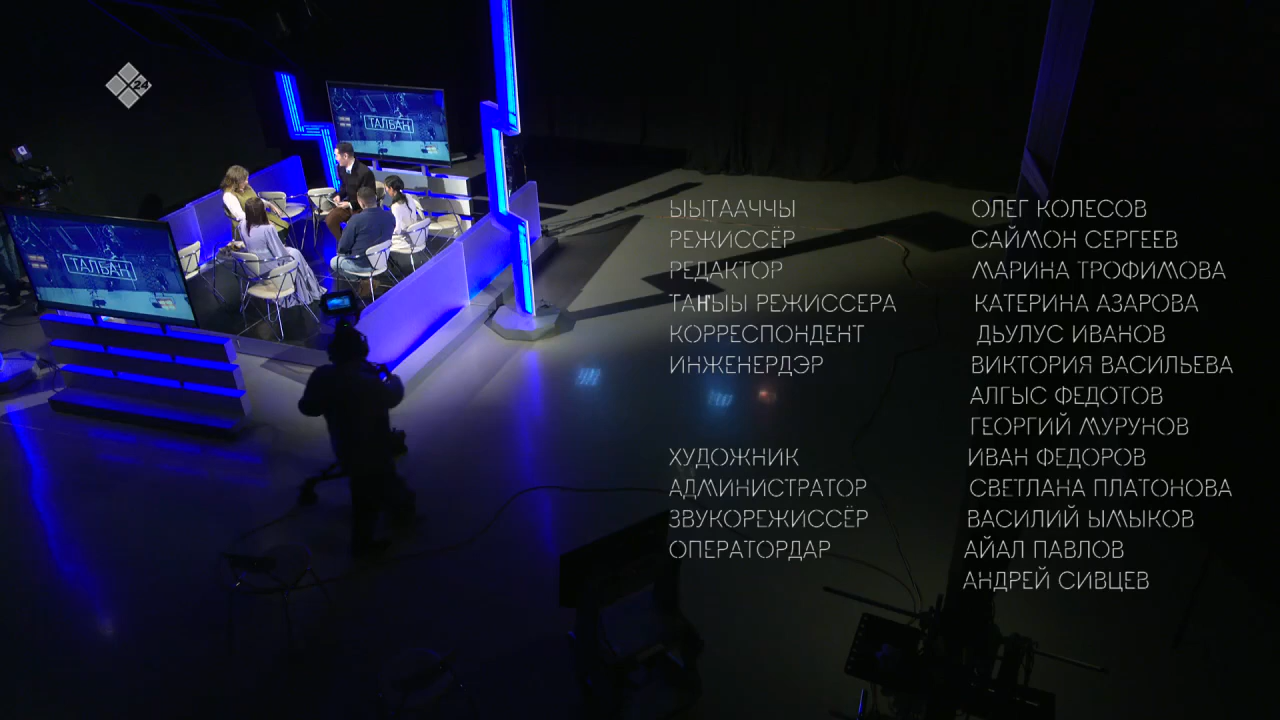 Х24
ТАЛБАН
ТАЛБАН
ЫЫТААЧЧЫ ОЛЕГ КОЛЕСОВ
РЕЖИССЁР САЙМОН СЕРГЕЕВ
РЕДАКТОР МАРИНА ТРОФИМОВА
ТАҤЫЫ РЕЖИССЕРА КАТЕРИНА АЗАРОВА
КОРРЕСПОНДЕНТ ДЬУЛУС ИВАНОВ
ИНЖЕНЕРДЭР ВИКТОРИЯ ВАСИЛЬЕВА
АЛГЫС ФЕДОТОВ
ГЕОРГИЙ МУРУНОВ
ХУДОЖНИК ИВАН ФЕДОРОВ
АДМИНИСТРАТОР СВЕТЛАНА ПЛАТОНОВА
ЗВУКОРЕЖИССЁР ВАСИЛИЙ ЫМЫКОВ
ОПЕРАТОРДАР АЙАЛ ПАВЛОВ
АНДРЕЙ СИВЦЕВ